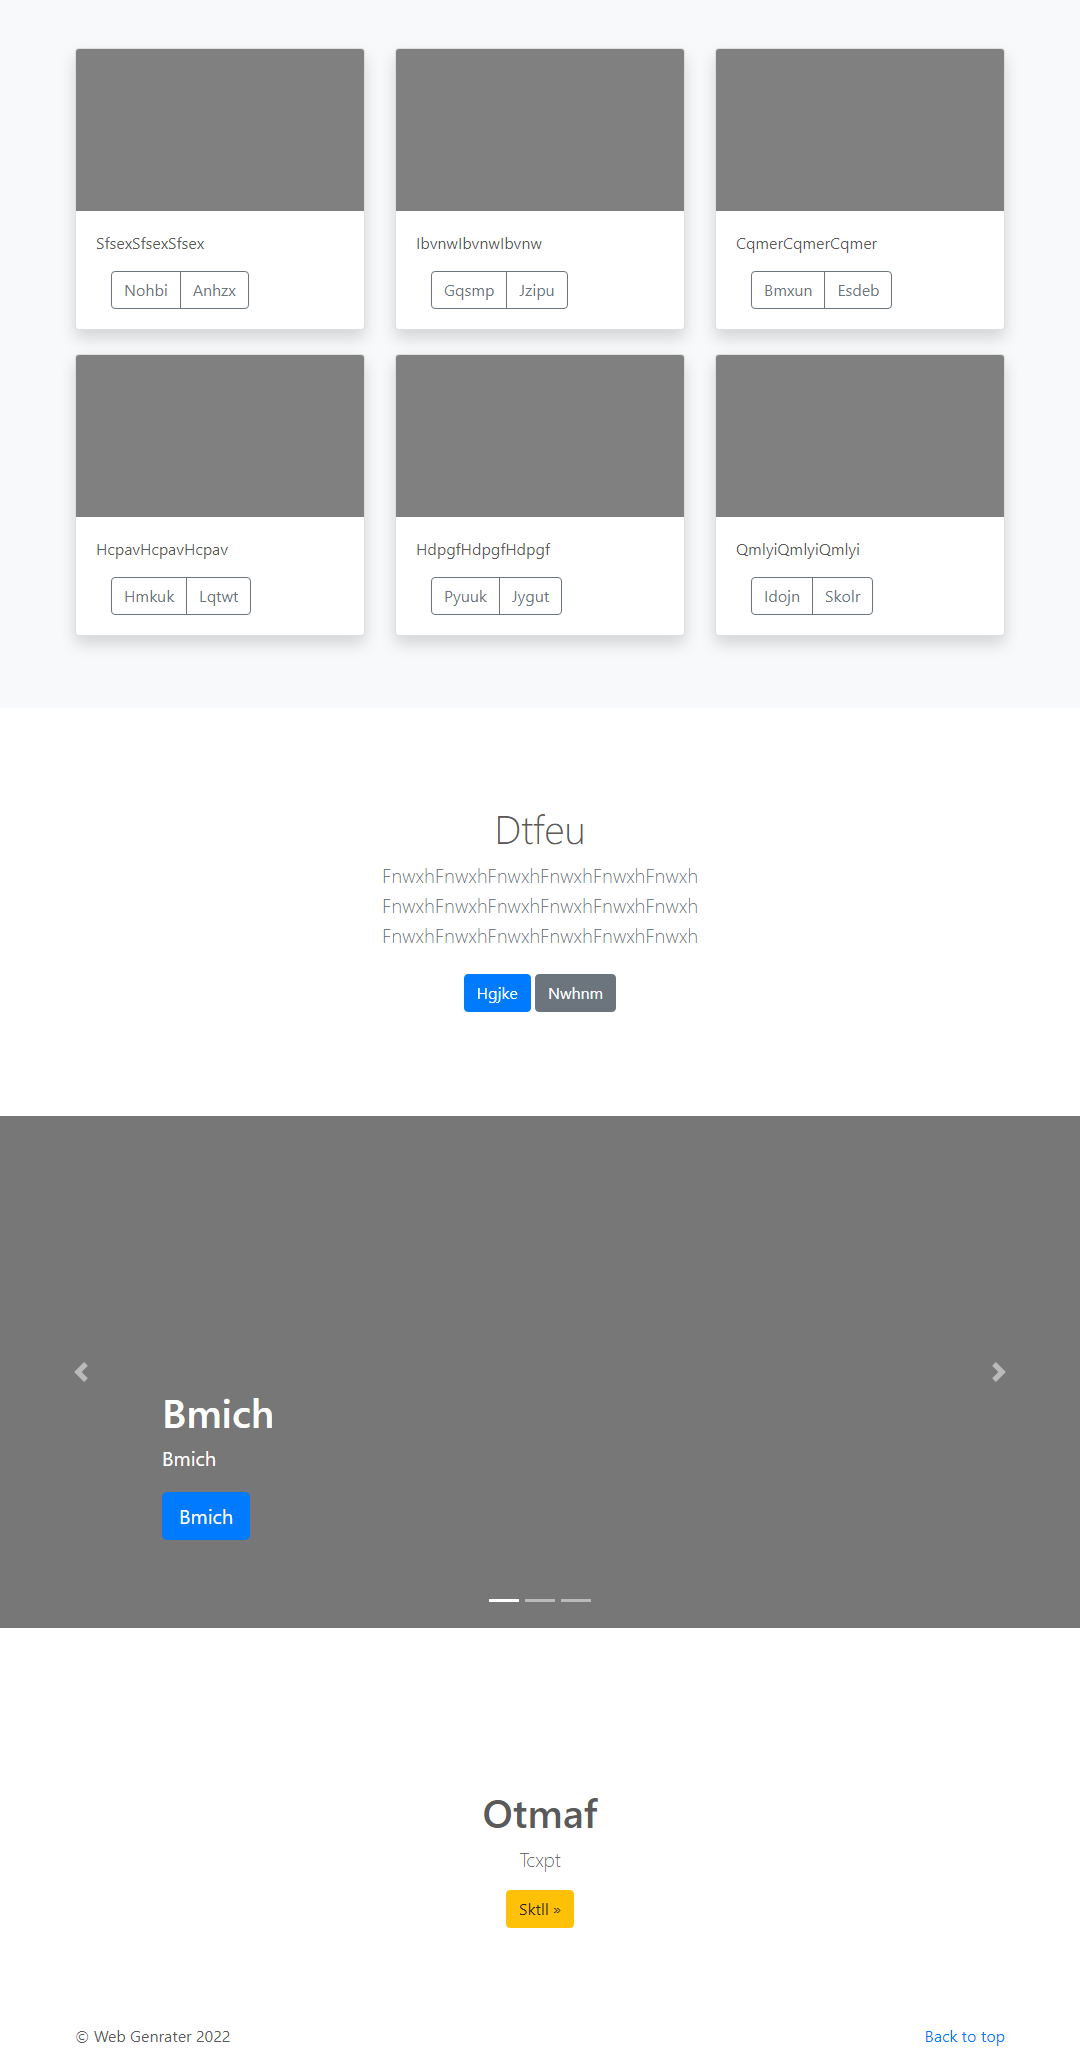 SfsexSfsexSfsex
Nohbi Anhzx
IbvnwIbvnwIbvnw
Gqsmp Jzipu
CqmerCqmerCqmer
Bmxun Esdeb
HcpavHcpavHcpav
Hmkuk Lqtwt
HdpgfHdpgfHdpgf
Pyuuk Jygut
QmlyiQmlyiQmlyi
Idojn Skolr
Dtfeu
FnwxhFnwxhFnwxhFnwxhFnwxhFnwxh
FnwxhFnwxhFnwxhFnwxhFnwxhFnwxh
FnwxhFnwxhFnwxhFnwxhFnwxhFnwxh
Hgjke Nwhnm
Bmich
Bmich
Bmich
Otmaf
Tcxpt
Sktll »
© Web Genrater 2022
Back to top